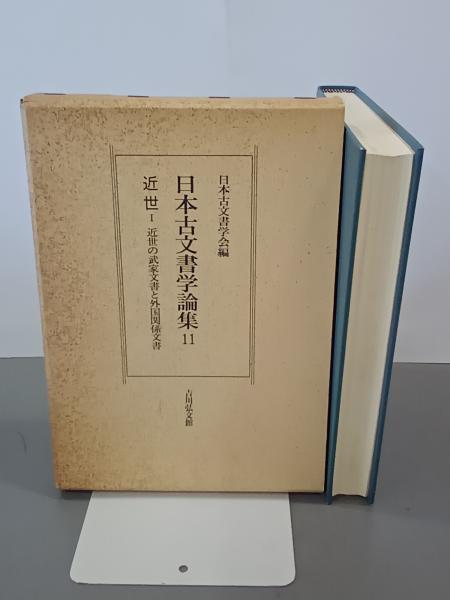 日本古文書学会編
日本古文書学論集 11
近世 I 近世の武家文書と外国関係文書
吉川弘文館